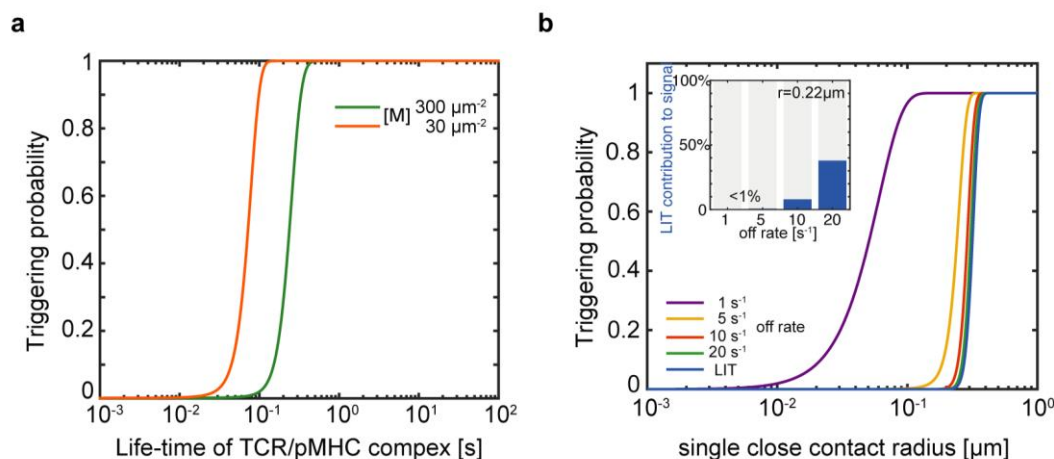 a
Triggering probability
1
0.8
0.6
0.4
0.2
0
[M] 300 µm-2
30 µm-2
10-3 10-2 10-1 100 101 102
Life-time of TCR/pMHC compex [s]
b
Triggering probability
1
0.8
0.6
0.4
0.2
0
LIT contribution to signal
100%
50%
0
r=0.22µm
<1%
1 5 10 20
off rate [s-1]
1 s-1
5 s-1
off rate
10 s-1
20 s-1
LIT
10-3 10-2 10-1 100
single close contact radius [µm]